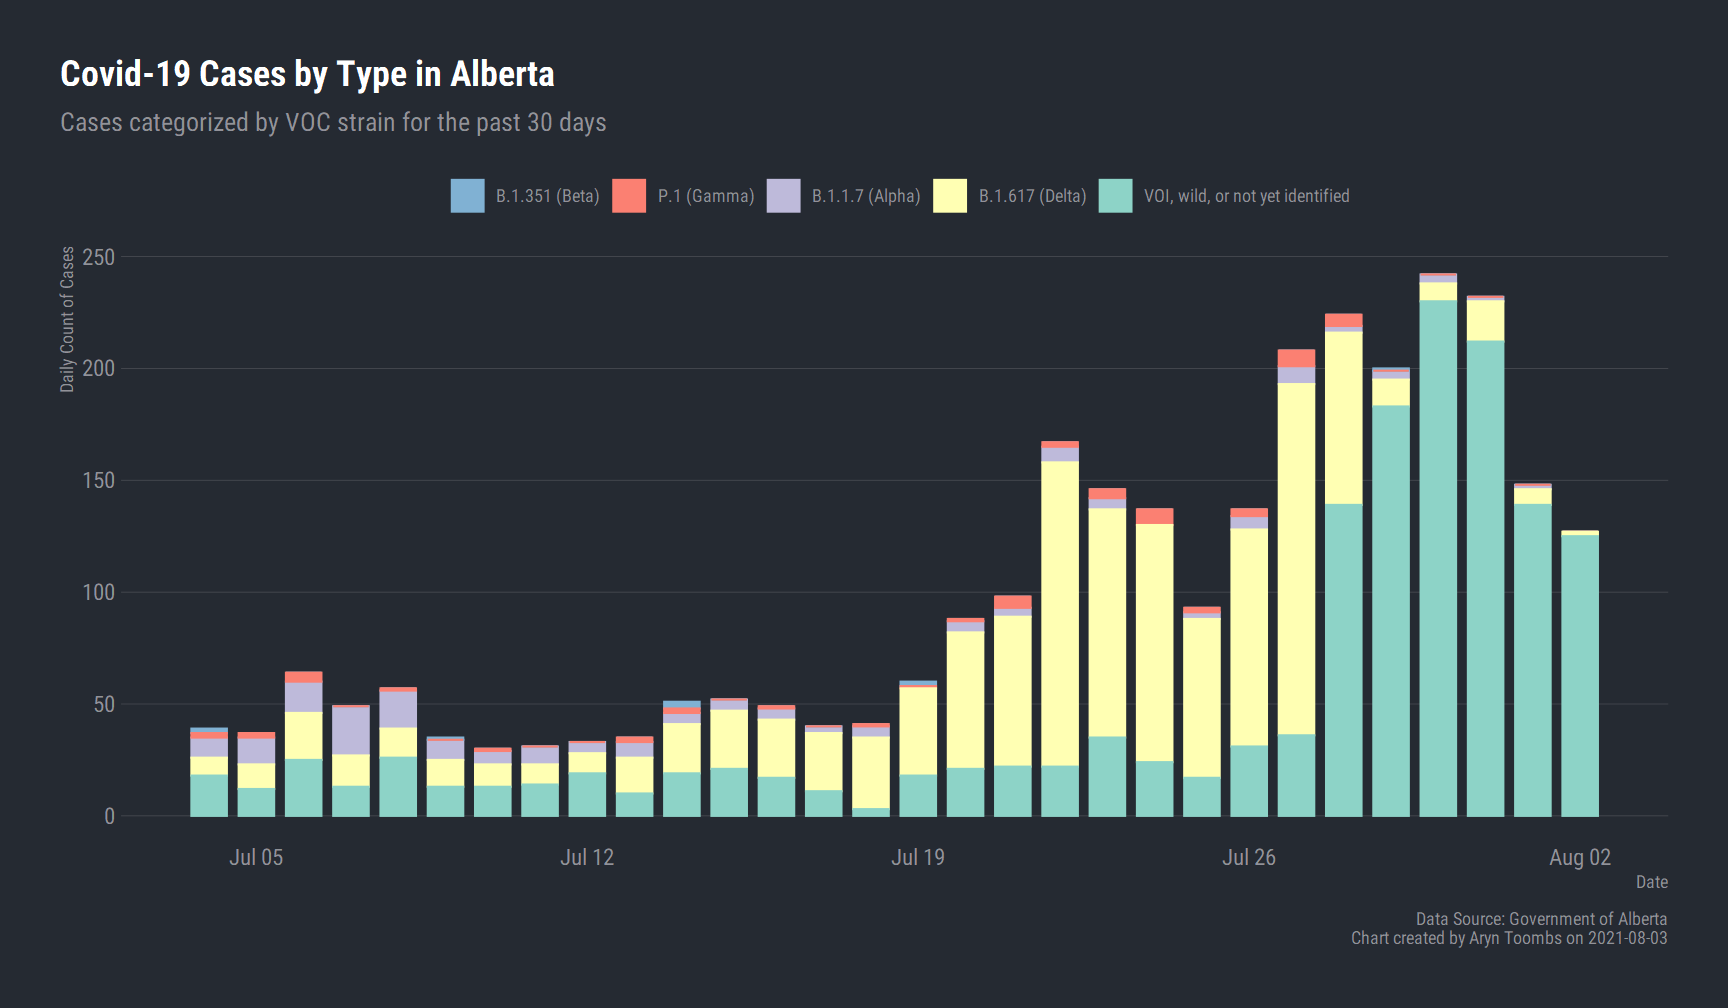 Covid-19 Cases by Type in Alberta
Cases categorized by VOC strain for the past 30 days
B.1.351 (Beta) P.1 (Gamma) B.1.1.7 (Alpha) B.1.617 (Delta) VOI, wild, or not yet identified
Daily Count of Cases
250
200
150
100
50
0
Jul 05 Jul 12 Jul 19 Jul 26 Aug 02
Date
Data Source: Government of Alberta
Chart created by Aryn Toombs on 2021-08-03